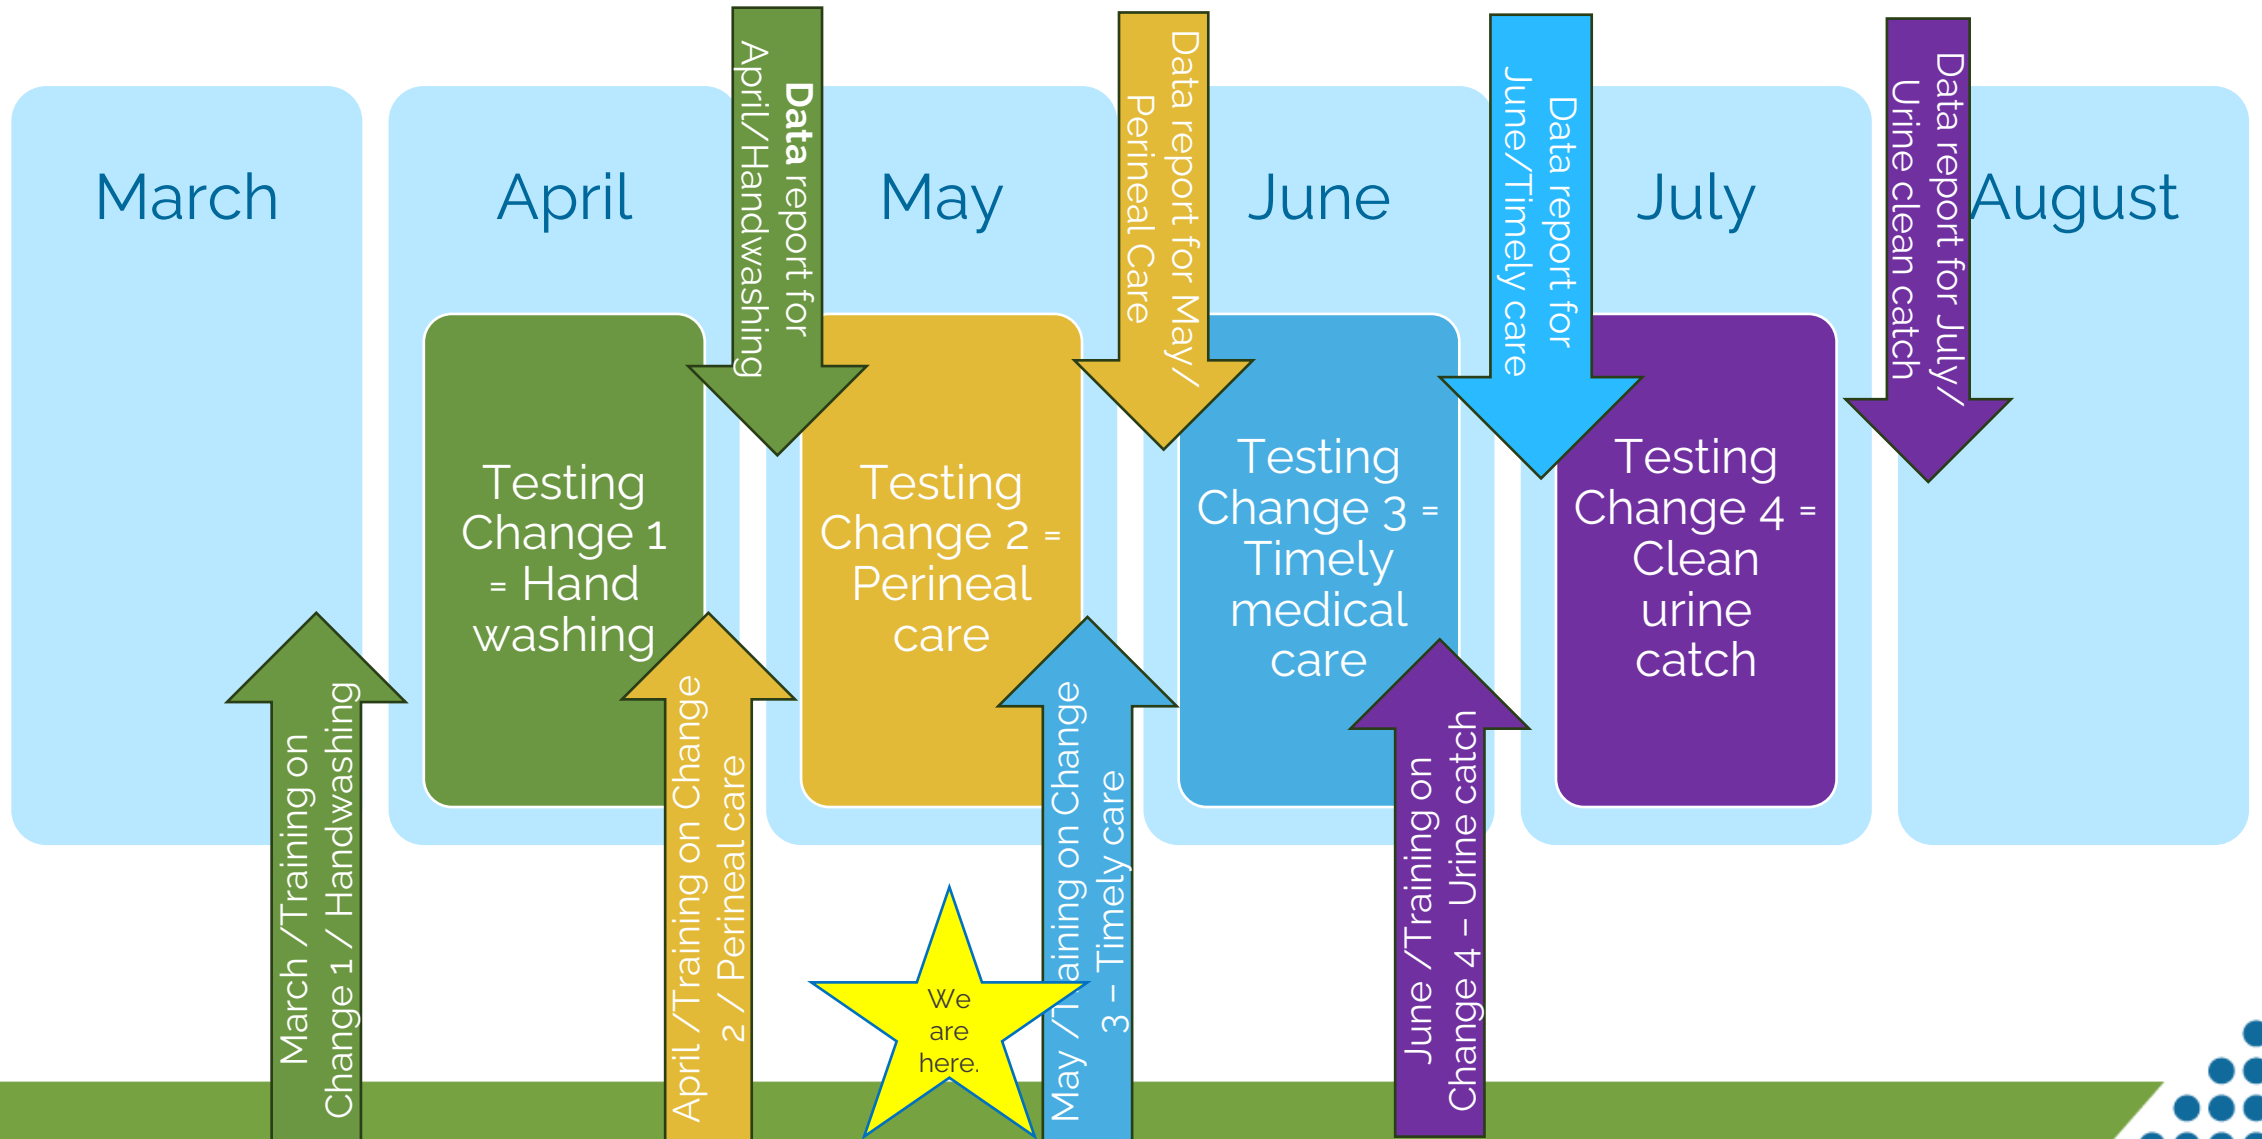 March
April
May
June
July
August
Data report for
April/Handwashing
Data report for May/
Perineal Care
Data report for
June/Timely care
Data report for July/
Urine clean catch
Testing
Change 1
= Hand
washing
Testing
Change 2 =
Perineal
care
Testing
Change 3 =
Timely
medical
care
Testing
Change 4 =
Clean
urine
catch
March /Training on
Change 1 / Handwashing
April /Training on Change
2 / Perineal care
We
are
here.
May /Training on Change
3 – Timely care
June /Training on
Change 4 – Urine catch